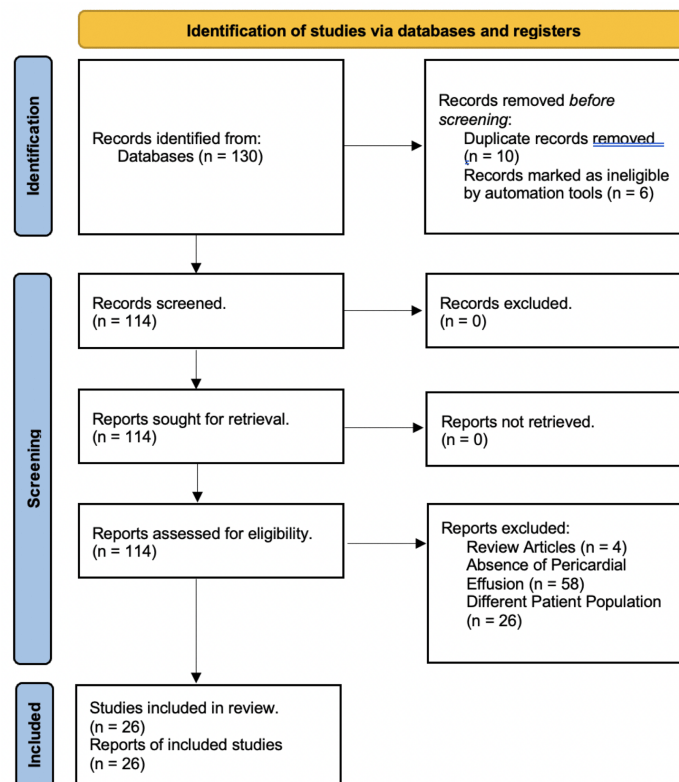 Identification of studies via databases and registers
Identification
Records identified from:
Databases (n = 130)
Records removed before
screening:
Duplicate records removed
(n = 10)
Records marked as ineligible
by automation tools (n = 6)
Screening
Records screened.
(n = 114)
Records excluded.
(n = 0)
Reports sought for retrieval.
(n = 114)
Reports not retrieved.
(n = 0)
Reports assessed for eligibility.
(n = 114)
Reports excluded:
Review Articles (n = 4)
Absence of Pericardial
Effusion (n = 58)
Different Patient Population
(n = 26)
Included
Studies included in review.
(n = 26)
Reports of included studies
(n = 26)